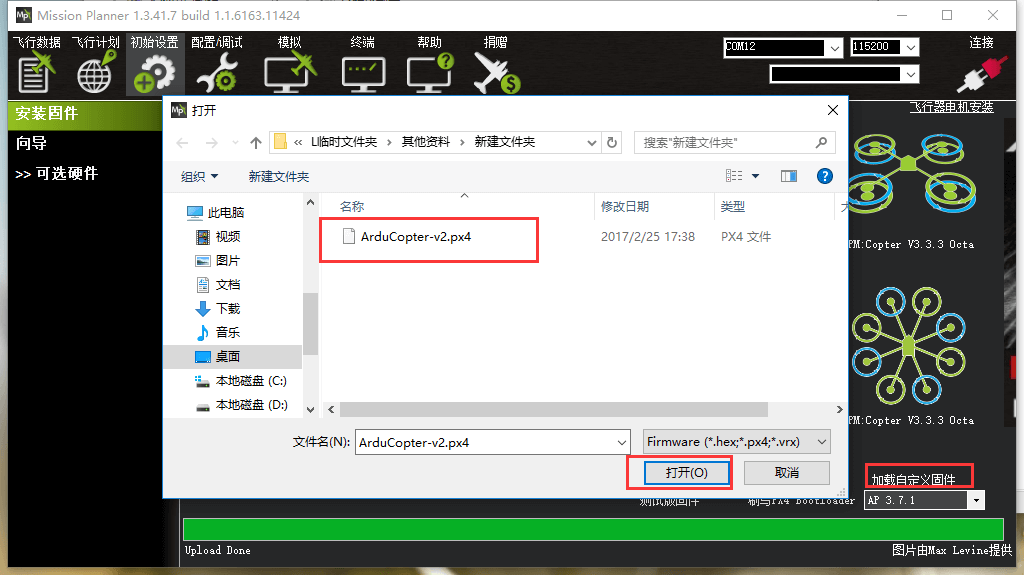 Mission Planner 1.3.41.7 build 1.1.6163.11424
飞行数据 飞行计划 初始设置 配置/调试 模拟 终端 帮助 捐赠
COM12 115200 连接
安装固件
向导
>> 可选硬件
飞行器电机安装
打开
« LI临时文件夹 › 其他资料 › 新建文件夹
搜索"新建文件夹"
组织 新建文件夹
此电脑
视频
图片
文档
下载
音乐
桌面
本地磁盘 (C:)
本地磁盘 (D:)
名称 修改日期 类型
ArduCopter-v2.px4 2017/2/25 17:38 PX4 文件
文件名(N): ArduCopter-v2.px4 Firmware (*.hex;*.px4;*.vrx)
打开(O) 取消
PM:Copter V3.3.3 Octa
PM:Copter V3.3.3 Octa
加载自定义固件
测试版固件 刷写PX4 Bootloader AP 3.7.1
Upload Done
图片由Max Levine提供